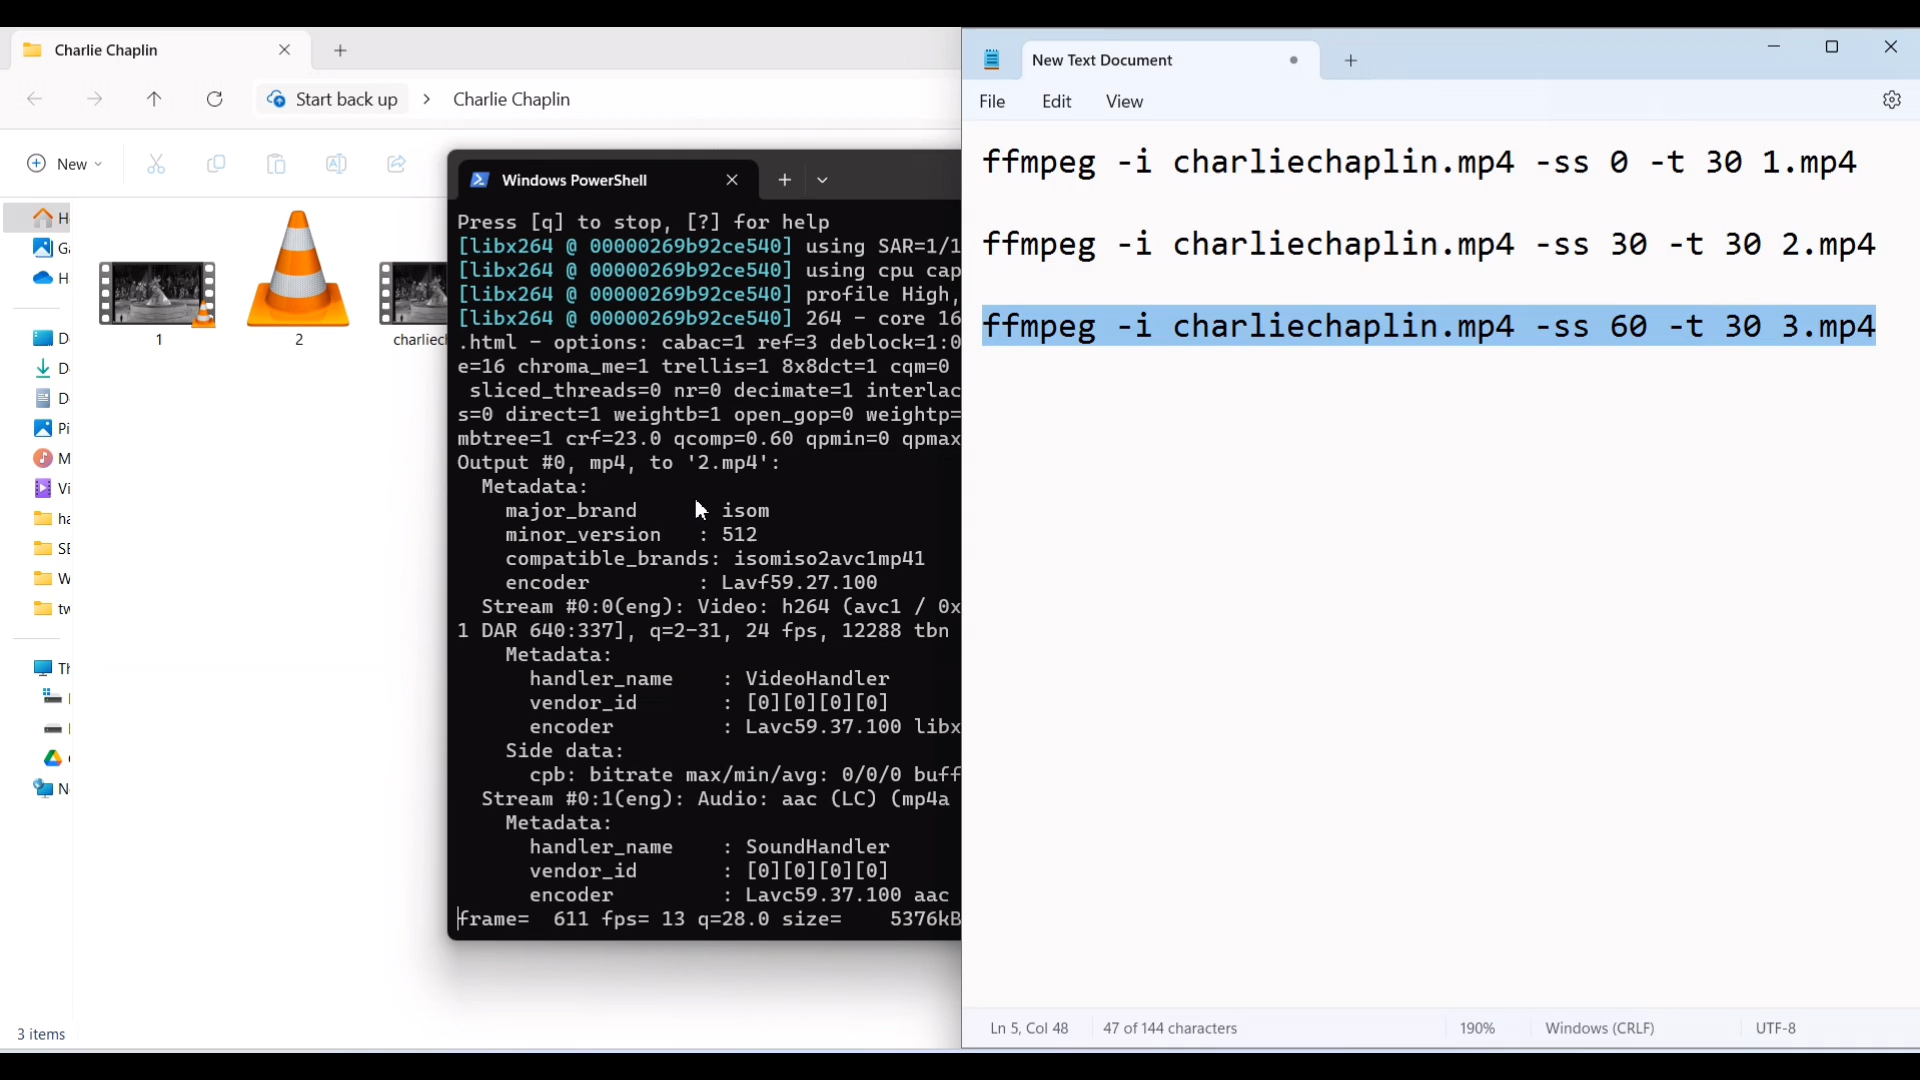 Charlie Chaplin
Start back up > Charlie Chaplin
New
1
2
charliec
3 items
Windows PowerShell
Press [q] to stop, [?] for help
[libx264 @ 00000269b92ce540] using SAR=1/1
[libx264 @ 00000269b92ce540] using cpu cap
[libx264 @ 00000269b92ce540] profile High,
[libx264 @ 00000269b92ce540] 264 - core 16
.html - options: cabac=1 ref=3 deblock=1:0
e=16 chroma_me=1 trellis=1 8x8dct=1 cqm=0
sliced_threads=0 nr=0 decimate=1 interlac
s=0 direct=1 weightb=1 open_gop=0 weightp=
mbtree=1 crf=23.0 qcomp=0.60 qpmin=0 qpmax
Output #0, mp4, to '2.mp4':
Metadata:
major_brand : isom
minor_version : 512
compatible_brands: isomiso2avc1mp41
encoder : Lavf59.27.100
Stream #0:0(eng): Video: h264 (avc1 / 0x
1 DAR 640:337], q=2-31, 24 fps, 12288 tbn
Metadata:
handler_name : VideoHandler
vendor_id : [0][0][0][0]
encoder : Lavc59.37.100 libx
Side data:
cpb: bitrate max/min/avg: 0/0/0 buff
Stream #0:1(eng): Audio: aac (LC) (mp4a
Metadata:
handler_name : SoundHandler
vendor_id : [0][0][0][0]
encoder : Lavc59.37.100 aac
frame= 611 fps= 13 q=28.0 size= 5376kB
New Text Document
File Edit View
ffmpeg -i charliechaplin.mp4 -ss 0 -t 30 1.mp4
ffmpeg -i charliechaplin.mp4 -ss 30 -t 30 2.mp4
ffmpeg -i charliechaplin.mp4 -ss 60 -t 30 3.mp4
Ln 5, Col 48 47 of 144 characters 190% Windows (CRLF) UTF-8